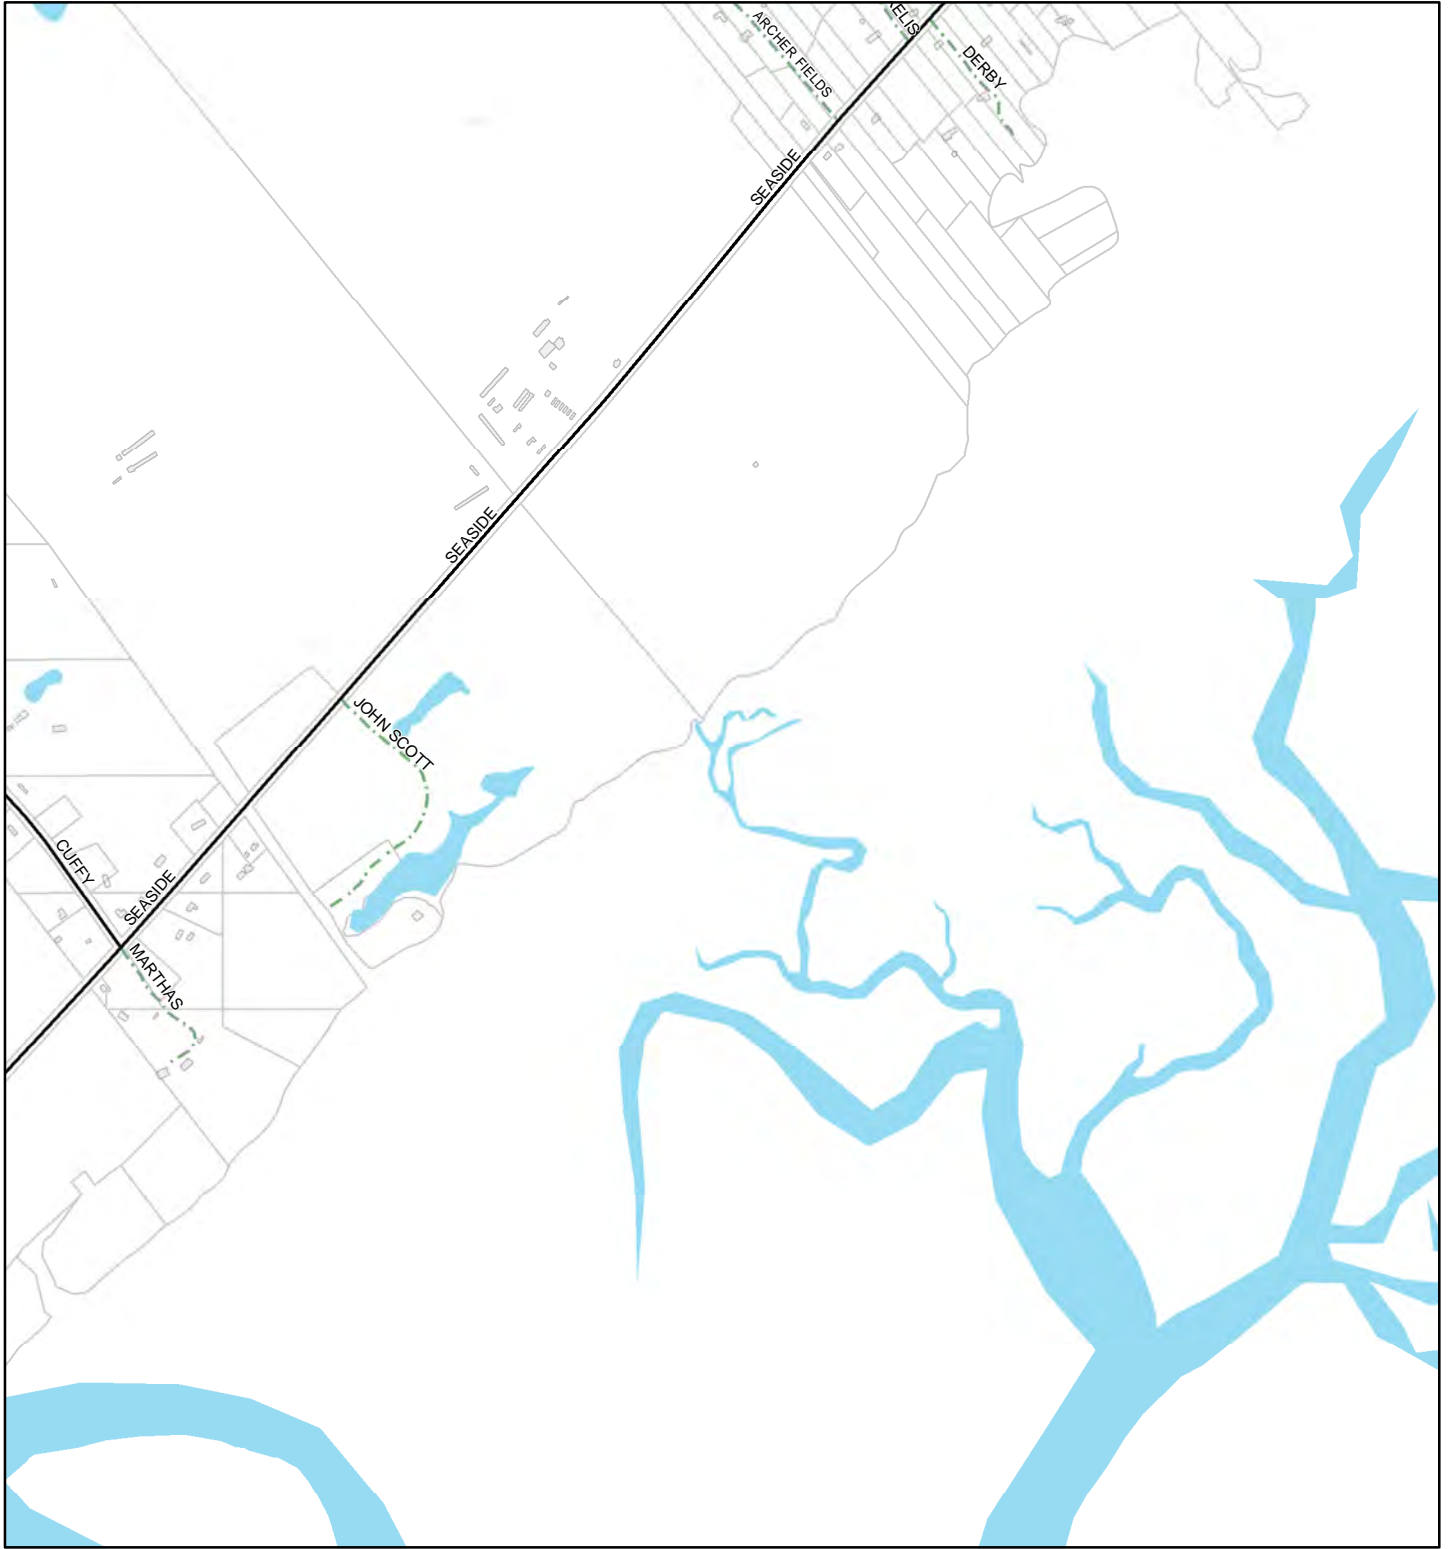 ARCHER FIELDS
DERBY
SEASIDE
SEASIDE
JOHN SCOTT
CUFFY
SEASIDE
MARTHAS